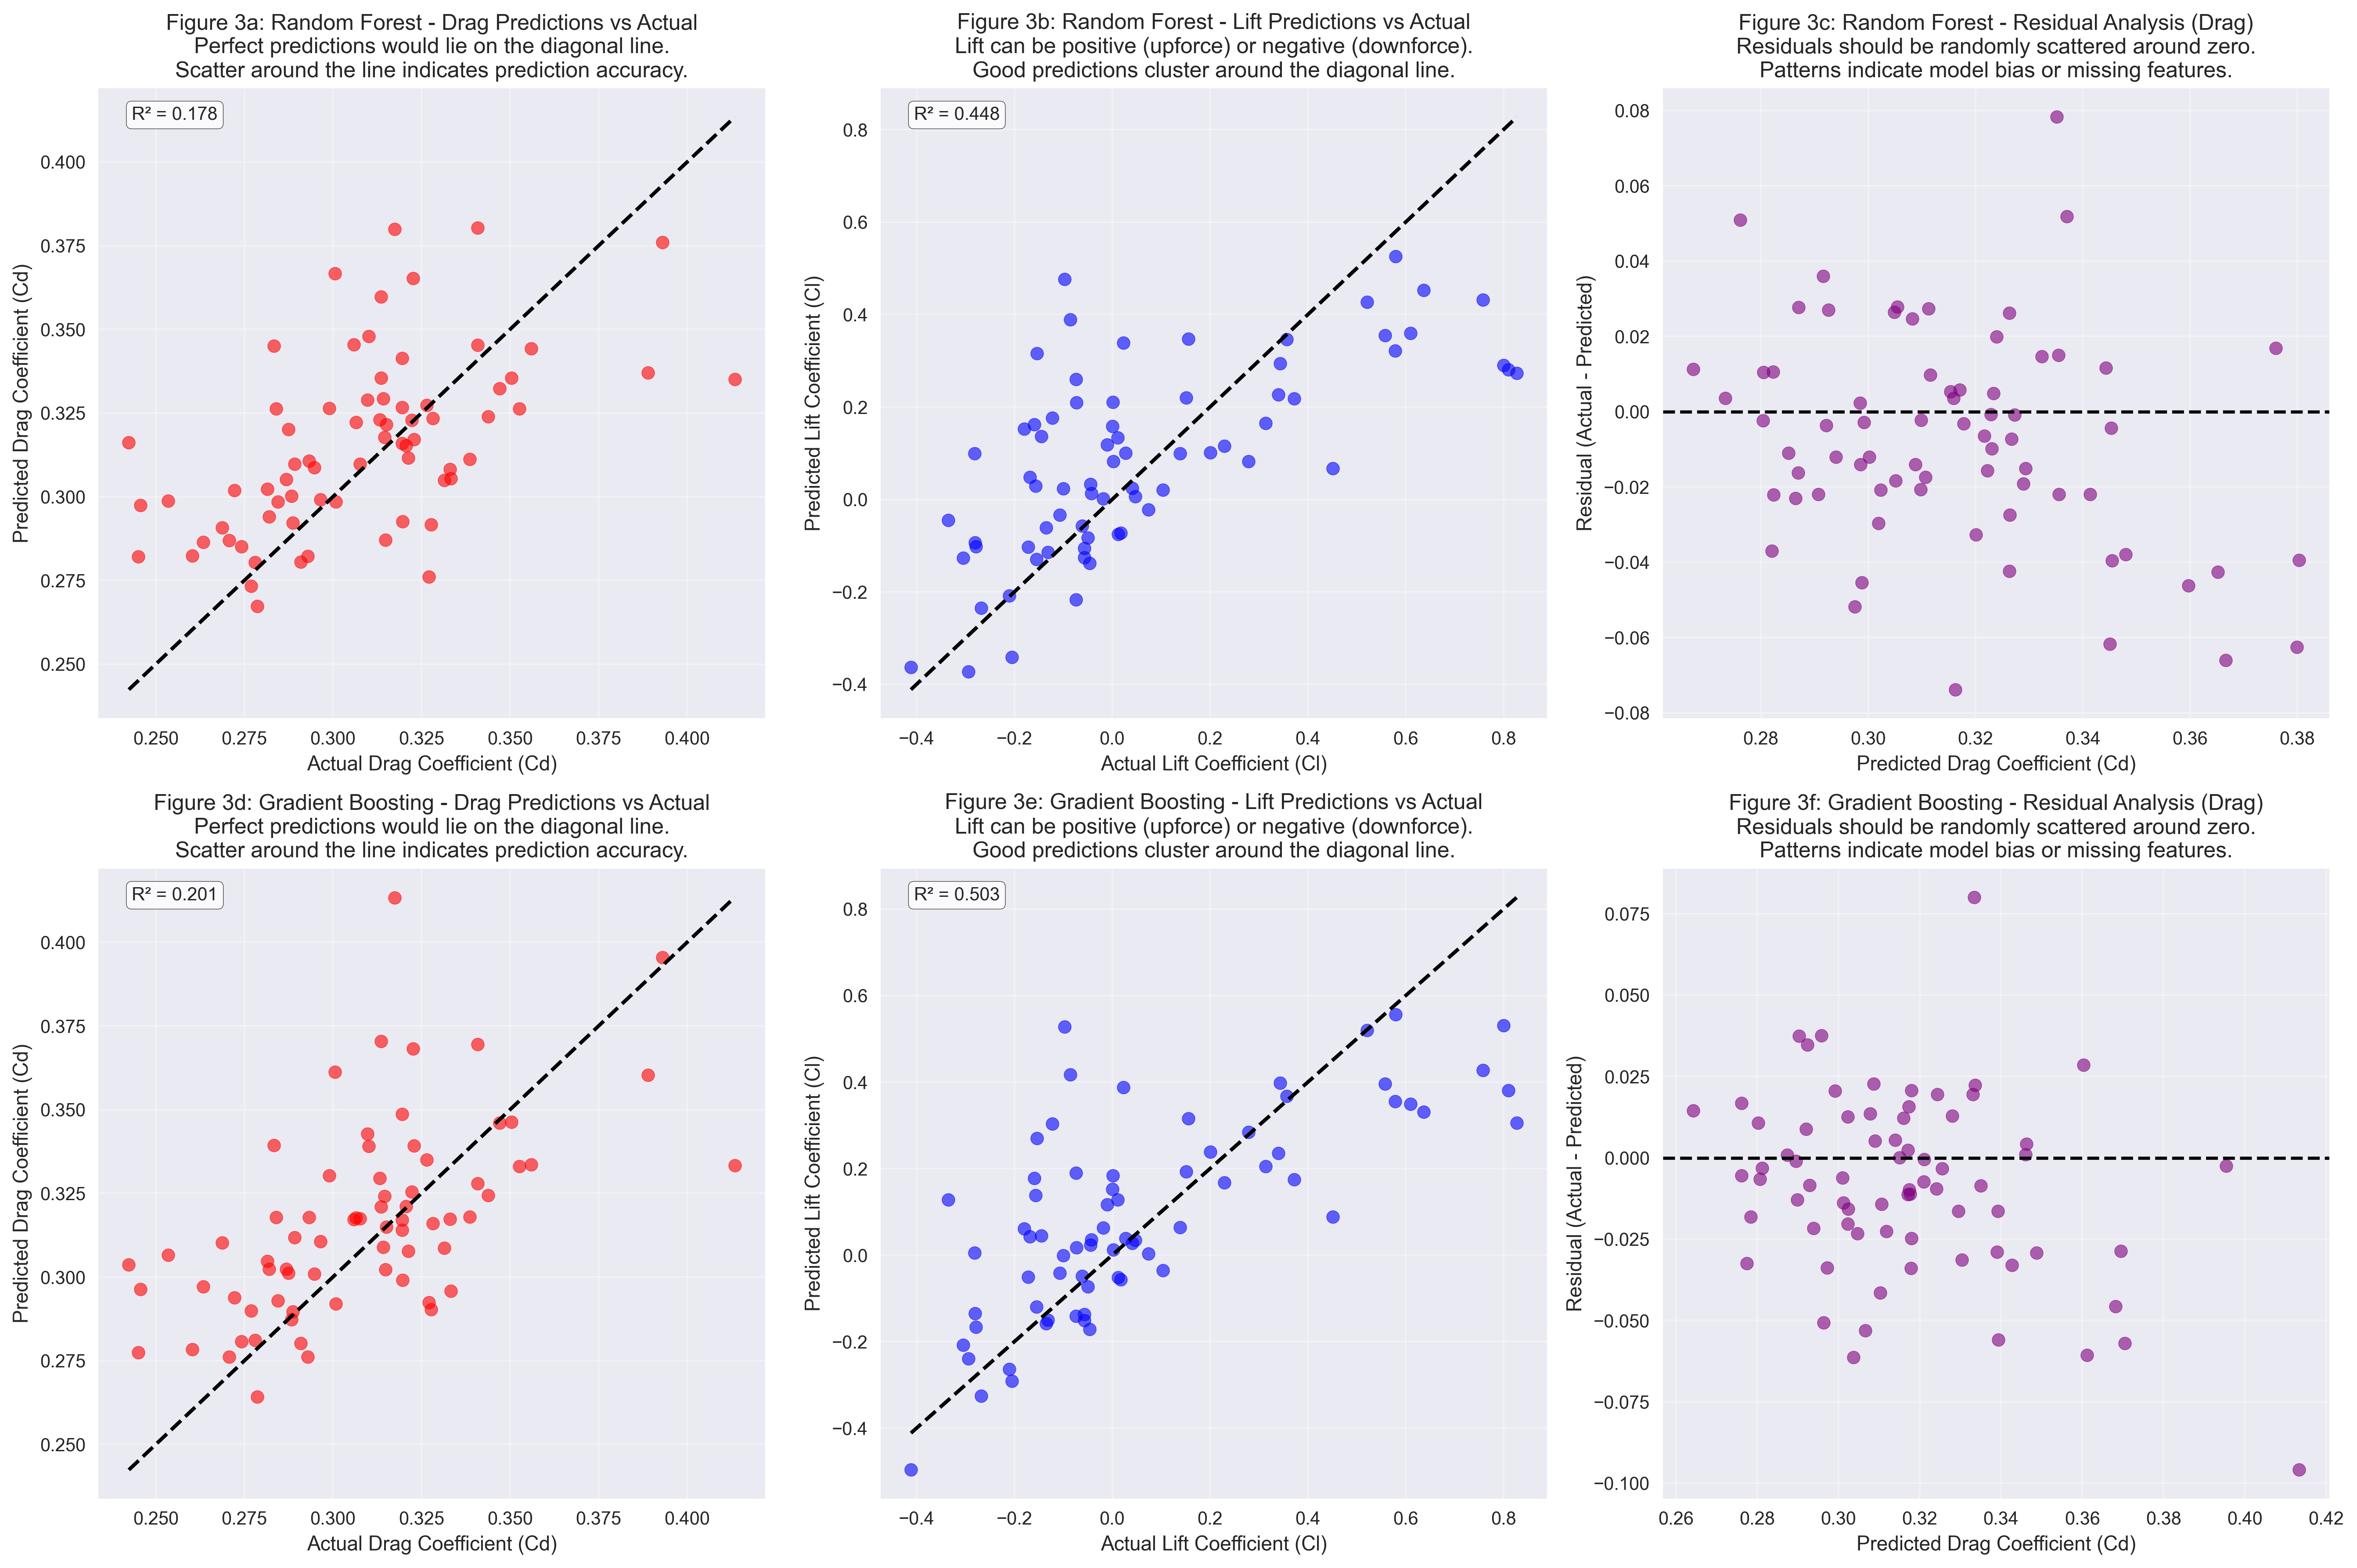 Figure 3a: Random Forest - Drag Predictions vs Actual
Perfect predictions would lie on the diagonal line.
Scatter around the line indicates prediction accuracy.
R² = 0.178
0.400
0.375
0.350
0.325
0.300
0.275
0.250
Predicted Drag Coefficient (Cd)
0.250 0.275 0.300 0.325 0.350 0.375 0.400
Actual Drag Coefficient (Cd)
Figure 3b: Random Forest - Lift Predictions vs Actual
Lift can be positive (upforce) or negative (downforce).
Good predictions cluster around the diagonal line.
R² = 0.448
0.8
0.6
0.4
0.2
0.0
−0.2
−0.4
Predicted Lift Coefficient (Cl)
−0.4 −0.2 0.0 0.2 0.4 0.6 0.8
Actual Lift Coefficient (Cl)
Figure 3c: Random Forest - Residual Analysis (Drag)
Residuals should be randomly scattered around zero.
Patterns indicate model bias or missing features.
0.08
0.06
0.04
0.02
0.00
−0.02
−0.04
−0.06
−0.08
Residual (Actual - Predicted)
0.28 0.30 0.32 0.34 0.36 0.38
Predicted Drag Coefficient (Cd)
Figure 3d: Gradient Boosting - Drag Predictions vs Actual
Perfect predictions would lie on the diagonal line.
Scatter around the line indicates prediction accuracy.
R² = 0.201
0.400
0.375
0.350
0.325
0.300
0.275
0.250
Predicted Drag Coefficient (Cd)
0.250 0.275 0.300 0.325 0.350 0.375 0.400
Actual Drag Coefficient (Cd)
Figure 3e: Gradient Boosting - Lift Predictions vs Actual
Lift can be positive (upforce) or negative (downforce).
Good predictions cluster around the diagonal line.
R² = 0.503
0.8
0.6
0.4
0.2
0.0
−0.2
−0.4
Predicted Lift Coefficient (Cl)
−0.4 −0.2 0.0 0.2 0.4 0.6 0.8
Actual Lift Coefficient (Cl)
Figure 3f: Gradient Boosting - Residual Analysis (Drag)
Residuals should be randomly scattered around zero.
Patterns indicate model bias or missing features.
0.075
0.050
0.025
0.000
−0.025
−0.050
−0.075
−0.100
Residual (Actual - Predicted)
0.26 0.28 0.30 0.32 0.34 0.36 0.38 0.40 0.42
Predicted Drag Coefficient (Cd)